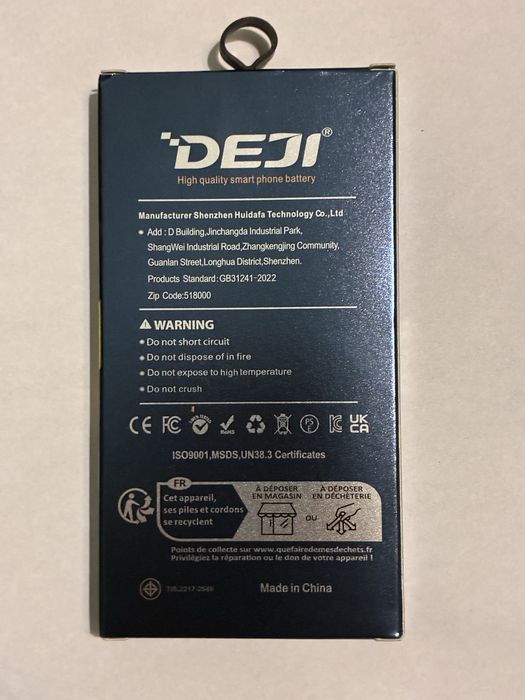 DEJI®
High quality smart phone battery
Manufacturer Shenzhen Huidafa Technology Co.,Ltd
• Add : D Building,Jinchangda Industrial Park,
ShangWei Industrial Road,Zhangkengjing Community,
Guanlan Street,Longhua District,Shenzhen.
Products Standard:GB31241-2022
Zip Code:518000
WARNING
• Do not short circuit
• Do not dispose of in fire
• Do not expose to high temperature
• Do not crush
CE FC RoHS PSE UK CA
ISO9001,MSDS,UN38.3 Certificates
FR
Cet appareil,
ses piles et cordons
se recyclent
À DÉPOSER
EN MAGASIN
OU
À DÉPOSER
EN DÉCHÈTERIE
Points de collecte sur www.quefairedemesdechets.fr
Privilégiez la réparation ou le don de votre appareil !
Made in China